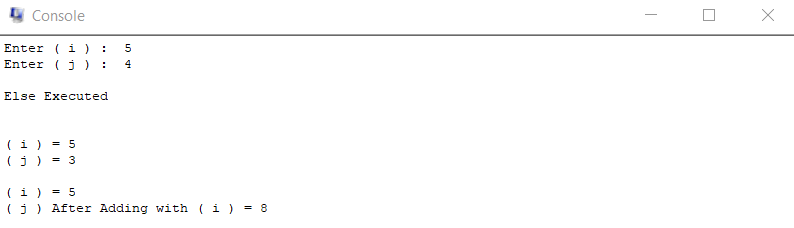 Console
Enter ( i ) :  5
Enter ( j ) :  4
Else Executed
( i ) = 5
( j ) = 3
( i ) = 5
( j ) After Adding with ( i ) = 8